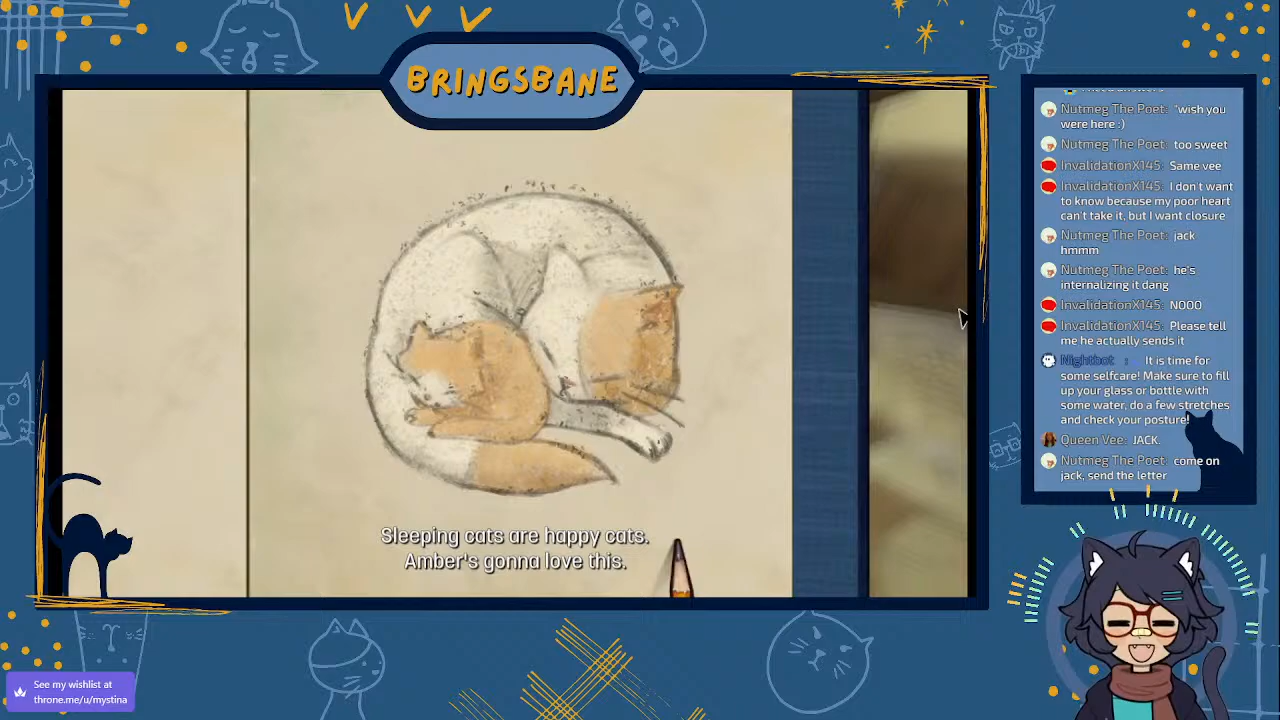 BRINGSBANE
Sleeping cats are happy cats.
Amber's gonna love this.
Nutmeg The Poet: "wish you
were here :)
Nutmeg The Poet: too sweet
InvalidationX145: Same vee
InvalidationX145: I don't want
to know because my poor heart
can't take it, but I want closure
Nutmeg The Poet: jack
hmmm
Nutmeg The Poet: he's
internalizing it dang
InvalidationX145: NOOO
InvalidationX145: Please tell
me he actually sends it
Nightbot : It is time for
some selfcare! Make sure to fill
up your glass or bottle with
some water, do a few stretches
and check your posture!
Queen Vee: JACK.
Nutmeg The Poet: come on
jack, send the letter
See my wishlist at
throne.me/u/mystina